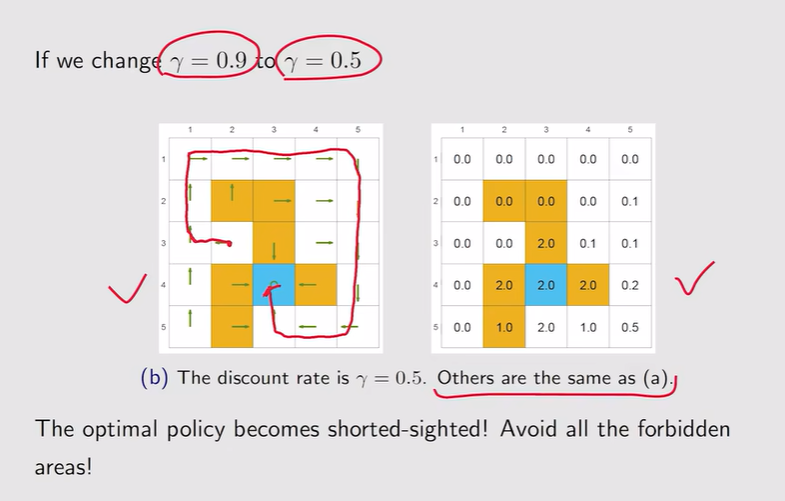 If we change γ = 0.9 to γ = 0.5
1 2 3 4 5
1
2
3
4
5
1 2 3 4 5
1 0.0 0.0 0.0 0.0 0.0
2 0.0 0.0 0.0 0.0 0.1
3 0.0 0.0 2.0 0.1 0.1
4 0.0 2.0 2.0 2.0 0.2
5 0.0 1.0 2.0 1.0 0.5
(b) The discount rate is γ = 0.5. Others are the same as (a).
The optimal policy becomes shorted-sighted! Avoid all the forbidden
areas!